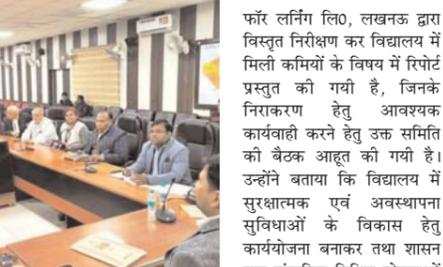 फॉर लर्निंग लि0, लखनऊ द्वारा
विस्तृत निरीक्षण कर विद्यालय में
मिली कमियों के विषय में रिपोर्ट
प्रस्तुत की गयी है, जिनके
निराकरण हेतु आवश्यक
कार्यवाही करने हेतु उक्त समिति
की बैठक आहूत की गयी है।
उन्होंने बताया कि विद्यालय में
सुरक्षात्मक एवं अवस्थापना
सुविधाओं के विकास हेतु
कार्ययोजना बनाकर तथा शासन